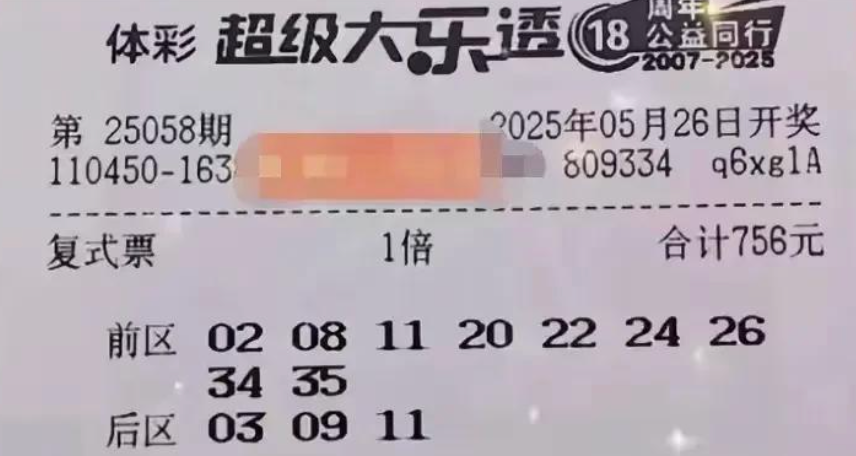 体彩 超级大乐透 18 周年
公益同行
2007-2025
第 25058期 2025年05月26日开奖
110450-163 809334 q6xglA
复式票 1倍 合计756元
前区 02 08 11 20 22 24 26
34 35
后区 03 09 11